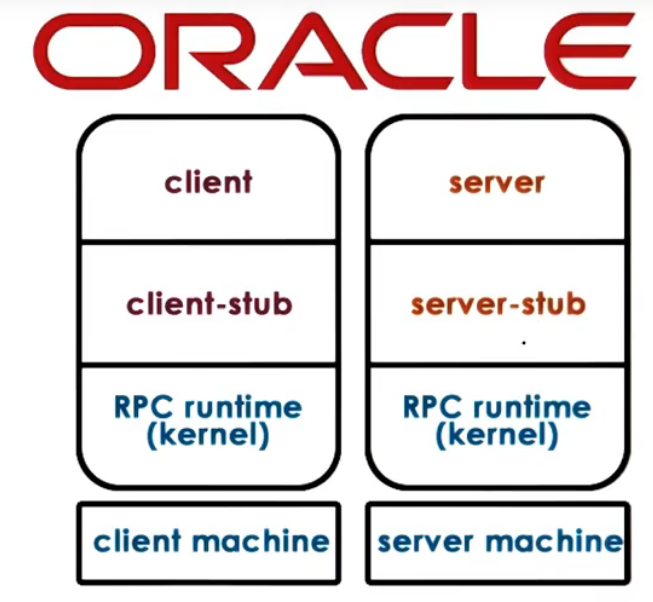 ORACLE
client
client-stub
RPC runtime
(kernel)
client machine
server
server-stub
RPC runtime
(kernel)
server machine